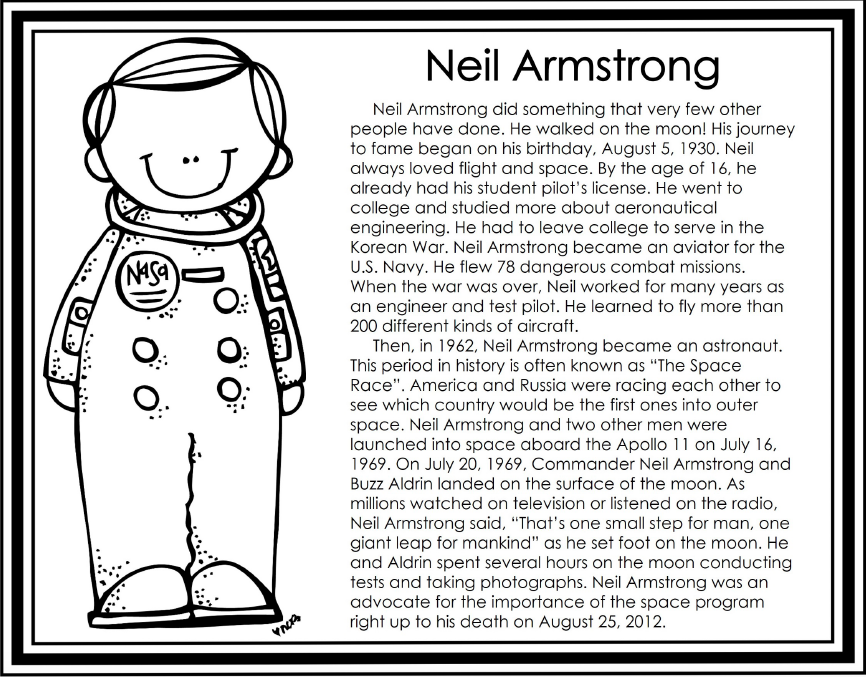 Neil Armstrong
Neil Armstrong did something that very few other
people have done. He walked on the moon! His journey
to fame began on his birthday, August 5, 1930. Neil
always loved flight and space. By the age of 16, he
already had his student pilot's license. He went to
college and studied more about aeronautical
engineering. He had to leave college to serve in the
Korean War. Neil Armstrong became an aviator for the
U.S. Navy. He flew 78 dangerous combat missions.
When the war was over, Neil worked for many years as
an engineer and test pilot. He learned to fly more than
200 different kinds of aircraft.
Then, in 1962, Neil Armstrong became an astronaut.
This period in history is often known as “The Space
Race”. America and Russia were racing each other to
see which country would be the first ones into outer
space. Neil Armstrong and two other men were
launched into space aboard the Apollo 11 on July 16,
1969. On July 20, 1969, Commander Neil Armstrong and
Buzz Aldrin landed on the surface of the moon. As
millions watched on television or listened on the radio,
Neil Armstrong said, “That's one small step for man, one
giant leap for mankind” as he set foot on the moon. He
and Aldrin spent several hours on the moon conducting
tests and taking photographs. Neil Armstrong was an
advocate for the importance of the space program
right up to his death on August 25, 2012.
NASA